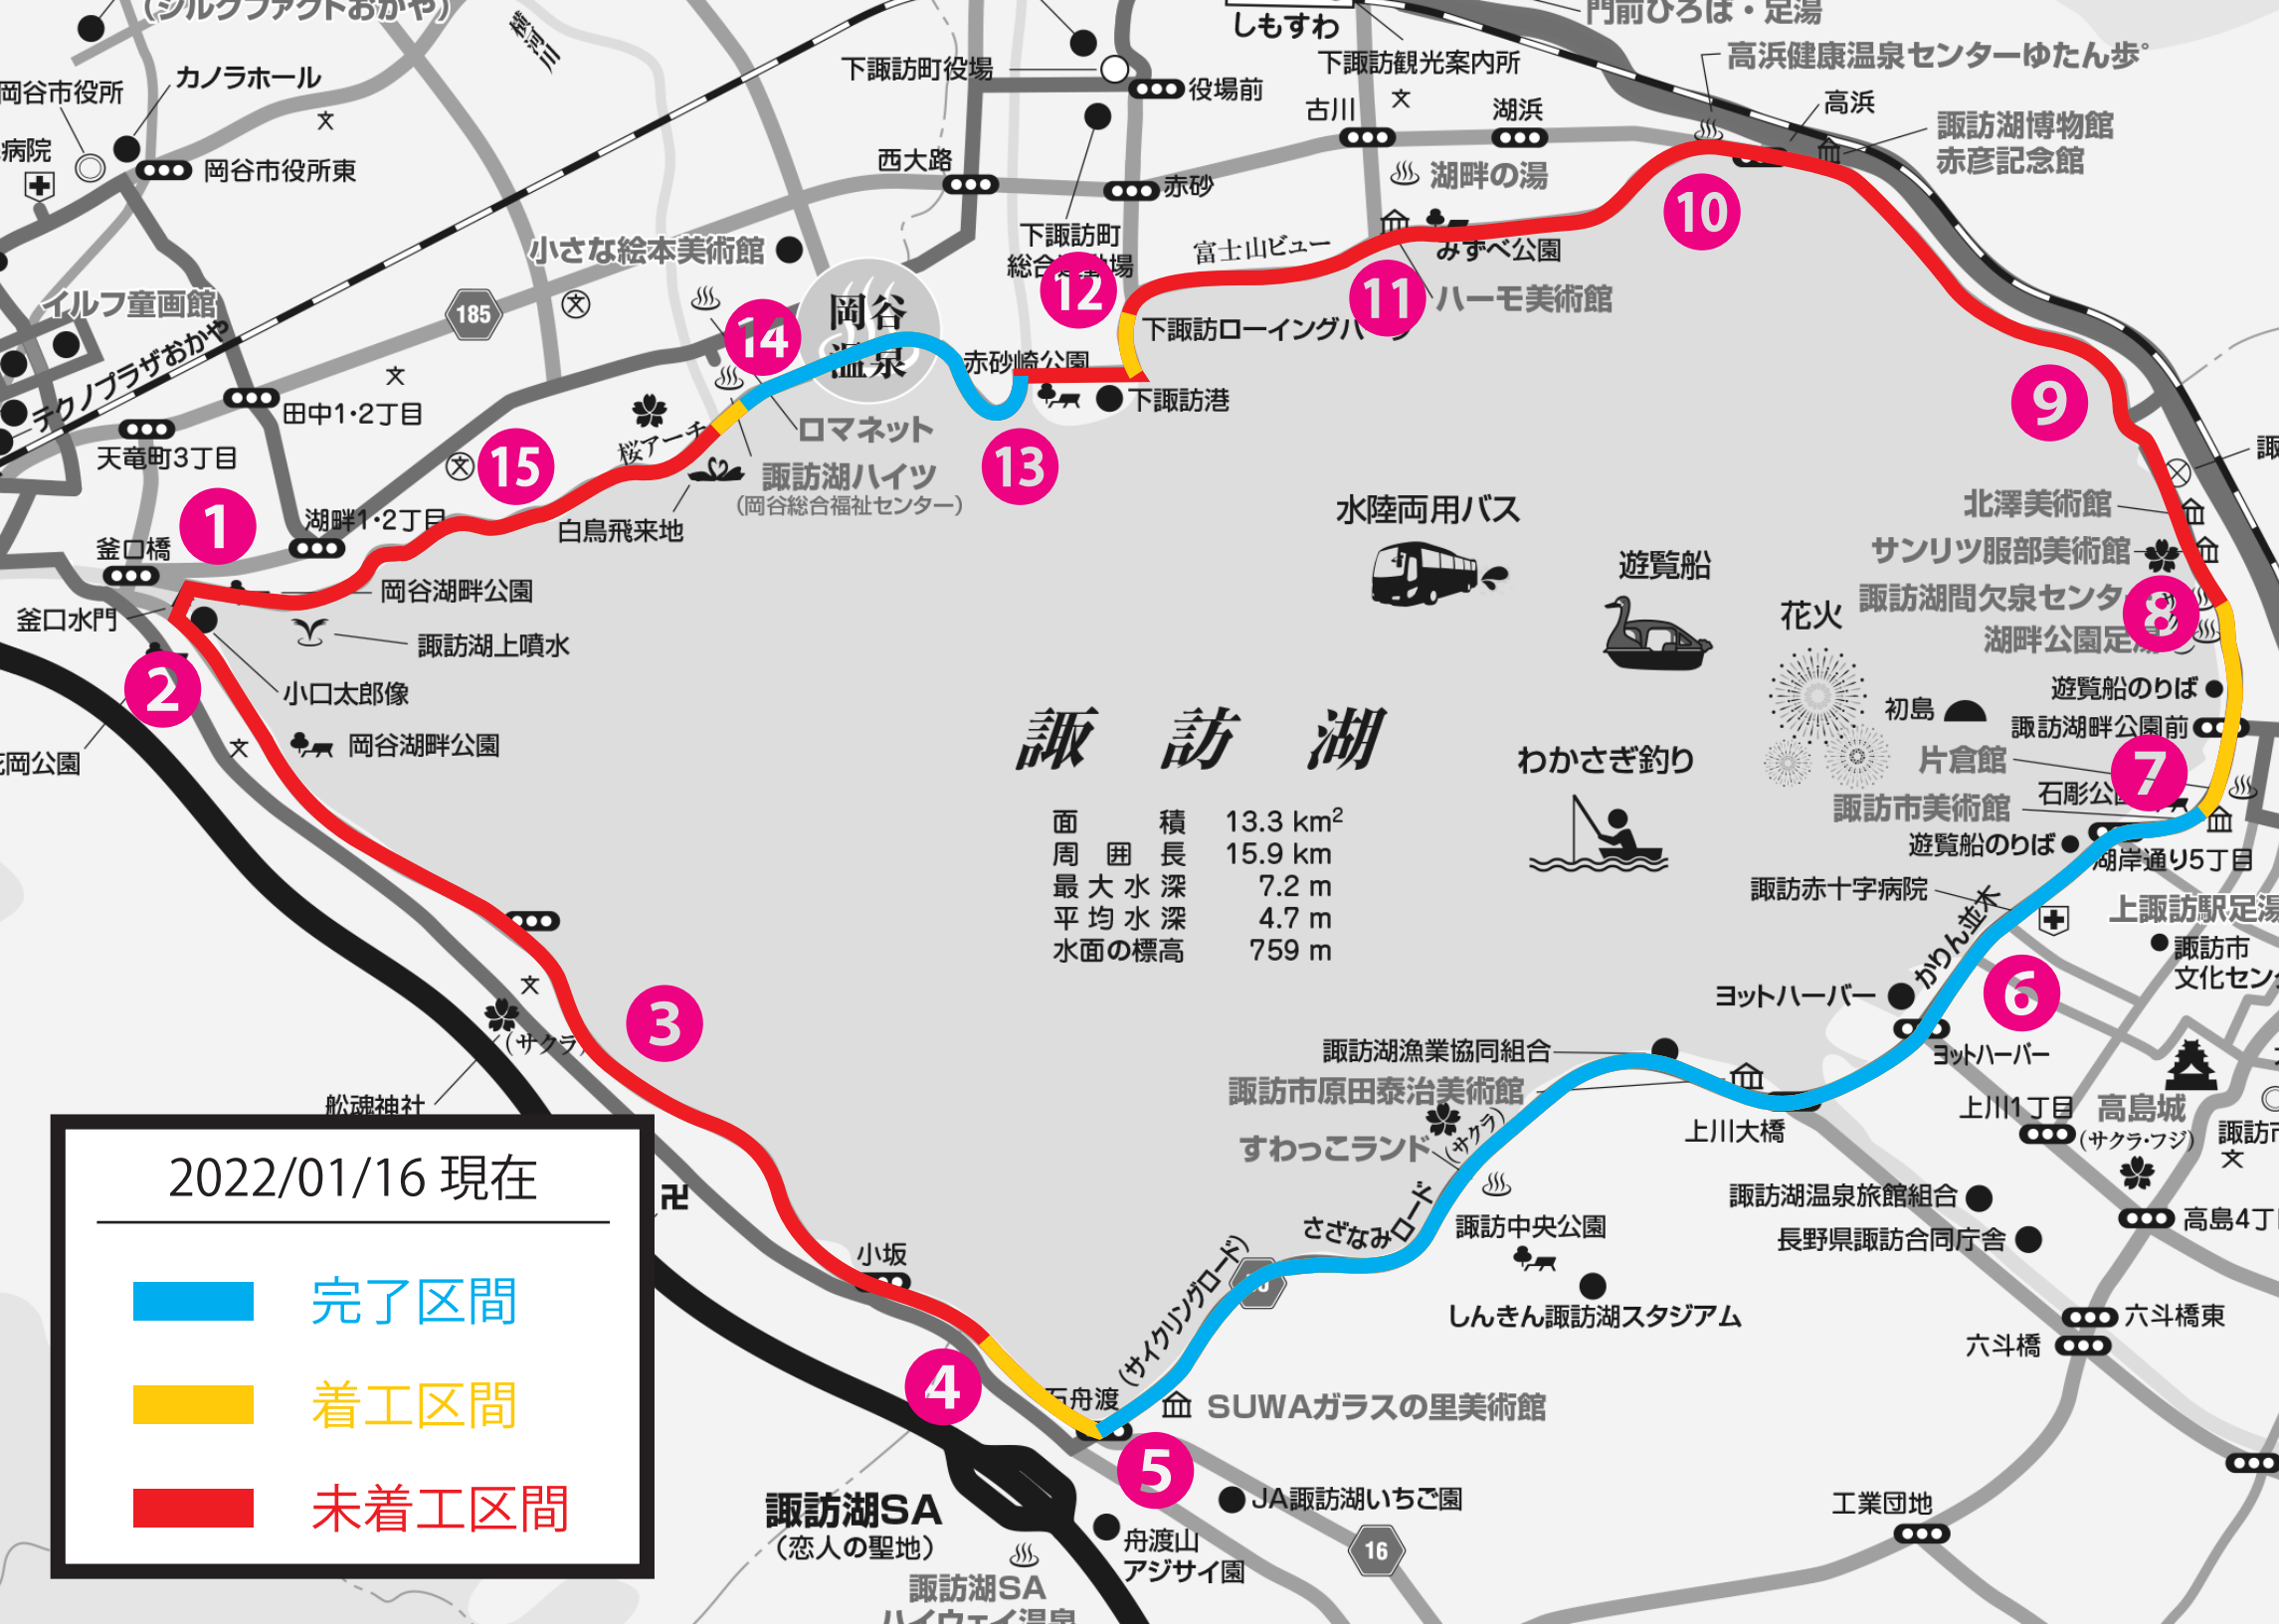 (シルクファクトおかや)
横河川
しもすわ
門前ひろば・足湯
高浜健康温泉センターゆたん歩°
下諏訪観光案内所
下諏訪町役場
役場前
カノラホール
岡谷市役所
病院
岡谷市役所東
古川
湖浜
高浜
諏訪湖博物館
赤彦記念館
西大路
赤砂
湖畔の湯
下諏訪町
小さな絵本美術館
富士山ビュー
みずべ公園
ハーモ美術館
イルフ童画館
テクノプラザおかや
185
岡谷
温泉
12
11
10
14
下諏訪ローイングパーク
赤砂崎公園
下諏訪港
9
田中1・2丁目
天竜町3丁目
桜アーチ
ロマネット
諏訪湖ハイツ
(岡谷総合福祉センター)
13
15
白鳥飛来地
1
湖畔1・2丁目
釜口橋
岡谷湖畔公園
釜口水門
諏訪湖上噴水
小口太郎像
2
岡谷湖畔公園
花岡公園
水陸両用バス
遊覧船
花火
北澤美術館
サンリツ服部美術館
諏訪湖間欠泉センター
湖畔公園足湯
8
遊覧船のりば
初島
諏訪湖畔公園前
片倉館
7
石彫公園
諏訪市美術館
遊覧船のりば
湖岸通り5丁目
諏訪湖
わかさぎ釣り
面積 13.3 km²
周囲長 15.9 km
最大水深 7.2 m
平均水深 4.7 m
水面の標高 759 m
諏訪赤十字病院
かりん並木
上諏訪駅足湯
諏訪市
文化センター
6
ヨットハーバー
ヨットハーバー
3
(サクラ)
舩魂神社
諏訪湖漁業協同組合
諏訪市原田泰治美術館
すわっこランド
(サクラ)
上川大橋
上川1丁目
高島城
(サクラ・フジ)
諏訪市
諏訪湖温泉旅館組合
長野県諏訪合同庁舎
高島4丁目
さざなみロード
(サイクリングロード)
諏訪中央公園
しんきん諏訪湖スタジアム
六斗橋東
六斗橋
小坂
4
石舟渡
SUWAガラスの里美術館
5
JA諏訪湖いちご園
諏訪湖SA
(恋人の聖地)
舟渡山
アジサイ園
16
工業団地
諏訪湖SA
ハイウェイ温泉
2022/01/16 現在
完了区間
着工区間
未着工区間